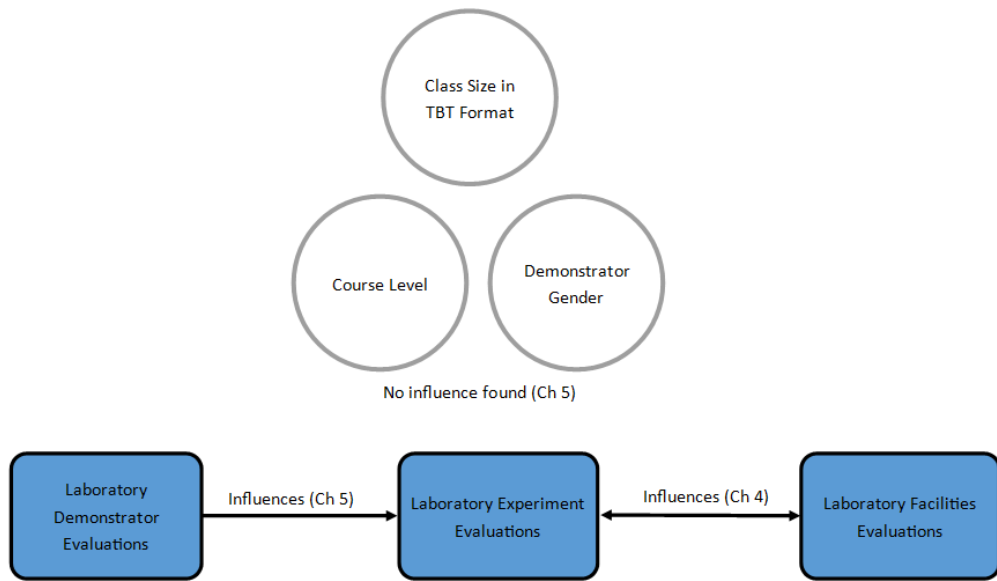 Class Size in
TBT Format
Course Level
Demonstrator
Gender
No influence found (Ch 5)
Laboratory
Demonstrator
Evaluations
Influences (Ch 5)
Laboratory Experiment
Evaluations
Influences (Ch 4)
Laboratory Facilities
Evaluations